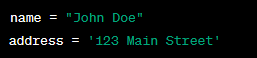 name = "John Doe"
address = '123 Main Street'